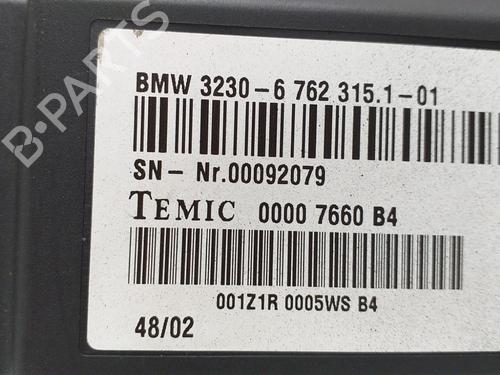 B-PARTS
BMW 3230-6 762 315.1-01
SN- Nr.00092079
TEMIC 0000 7660 B4
001Z1R 0005WS B4
48/02